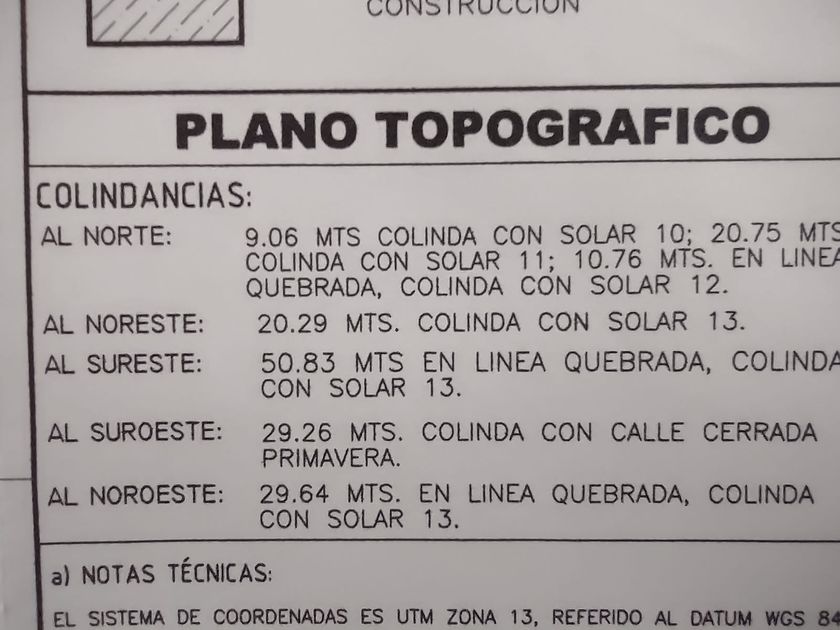 CONSTRUCCION
PLANO TOPOGRAFICO
COLINDANCIAS:
AL NORTE: 9.06 MTS COLINDA CON SOLAR 10; 20.75 MTS
COLINDA CON SOLAR 11; 10.76 MTS. EN LINEA
QUEBRADA, COLINDA CON SOLAR 12.
AL NORESTE: 20.29 MTS. COLINDA CON SOLAR 13.
AL SURESTE: 50.83 MTS EN LINEA QUEBRADA, COLINDA
CON SOLAR 13.
AL SUROESTE: 29.26 MTS. COLINDA CON CALLE CERRADA
PRIMAVERA.
AL NOROESTE: 29.64 MTS. EN LINEA QUEBRADA, COLINDA
CON SOLAR 13.
a) NOTAS TÉCNICAS:
EL SISTEMA DE COORDENADAS ES UTM ZONA 13, REFERIDO AL DATUM WGS 84